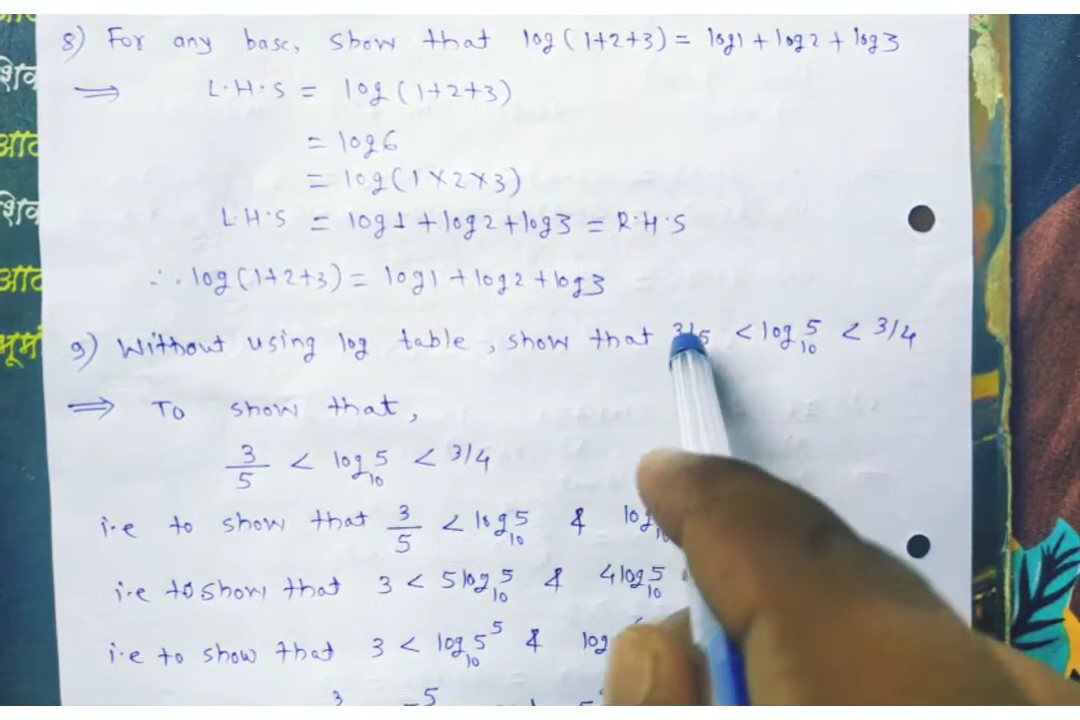 8) For any base, show that log(1+2+3) = log1 + log2 + log3
⟹ L.H.S = log(1+2+3)
= log6
= log(1×2×3)
L.H.S = log1 + log2 + log3 = R.H.S
∴ log(1+2+3) = log1 + log2 + log3
9) Without using log table, show that 3/5 < log₁₀5 < 3/4
⟹ To show that,
3/5 < log₁₀5 < 3/4
i.e to show that 3/5 < log₁₀5 &
i.e to show that 3 < 5log₁₀5 & 4log₁₀5
i.e to show that 3 < log₁₀5⁵ & log
शिव
शिव